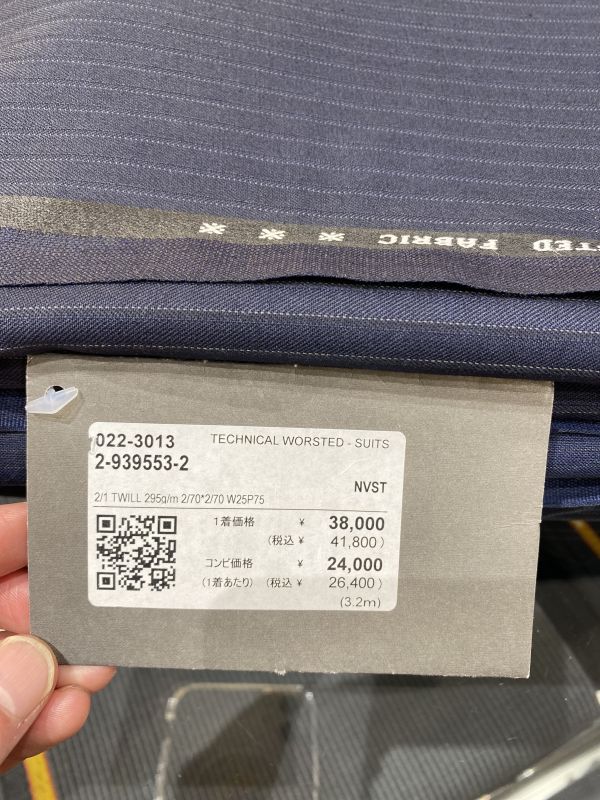 TED FABRIC ※ ※ ※
022-3013 TECHNICAL WORSTED - SUITS
2-939553-2
NVST
2/1 TWILL 295g/m 2/70*2/70 W25P75
1着価格 ¥ 38,000
(税込 ¥ 41,800 )
コンビ価格 ¥ 24,000
(1着あたり) (税込 ¥ 26,400 )
(3.2m)